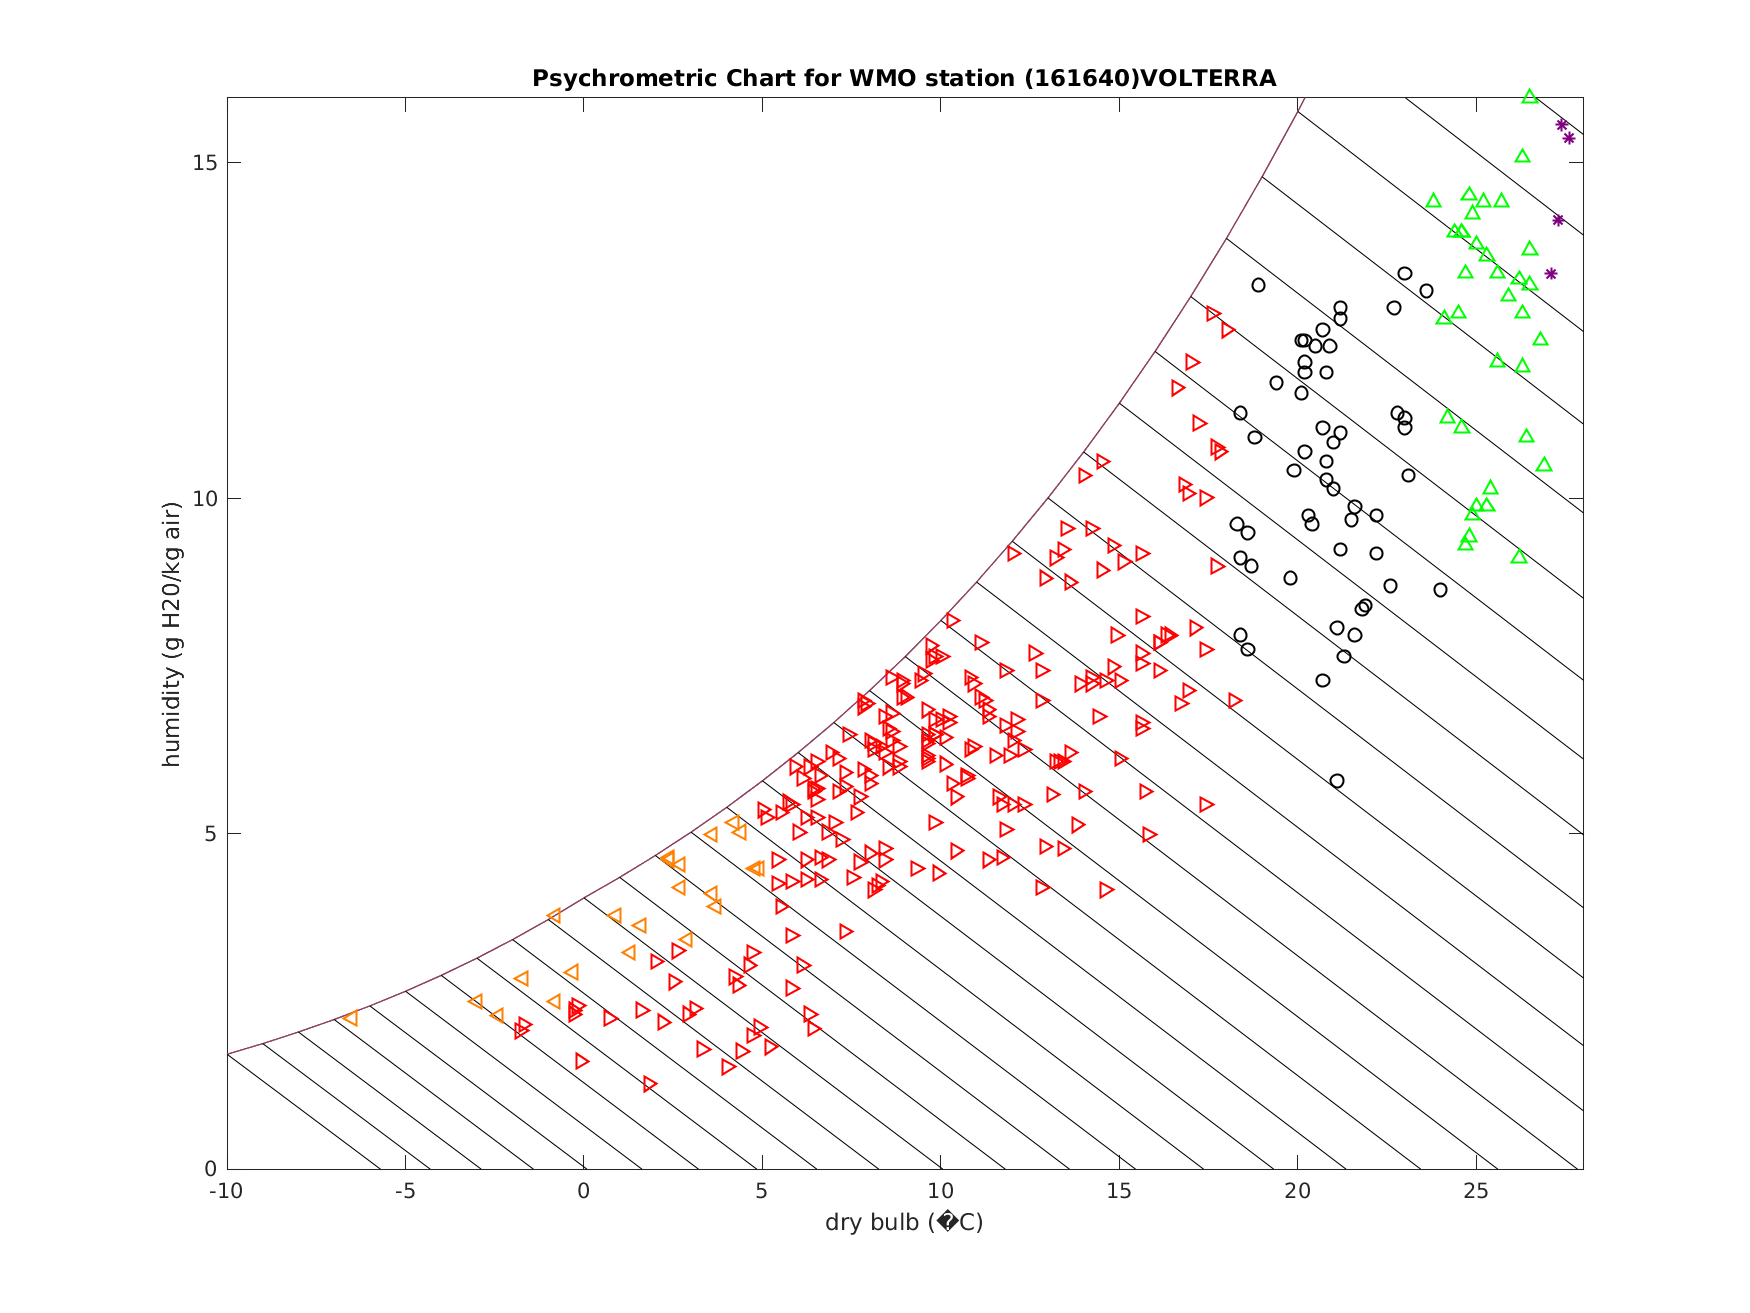 Psychrometric Chart for WMO station (161640)VOLTERRA
15
10
5
0
humidity (g H20/kg air)
-10 -5 0 5 10 15 20 25
dry bulb (�C)